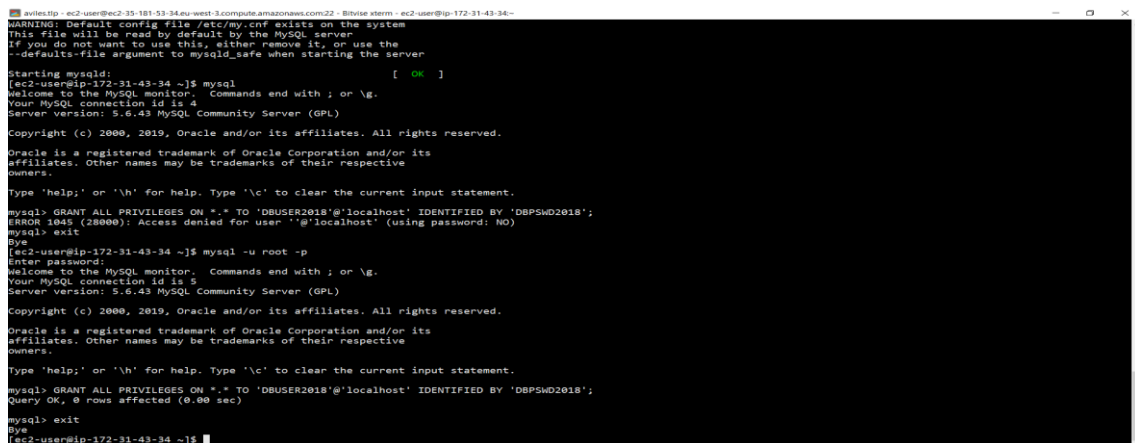 aviles.tlp - ec2-user@ec2-35-181-53-34.eu-west-3.compute.amazonaws.com:22 - Bitvise xterm - ec2-user@ip-172-31-43-34:~
WARNING: Default config file /etc/my.cnf exists on the system
This file will be read by default by the MySQL server
If you do not want to use this, either remove it, or use the
--defaults-file argument to mysqld_safe when starting the server
Starting mysqld: [ OK ]
[ec2-user@ip-172-31-43-34 ~]$ mysql
Welcome to the MySQL monitor. Commands end with ; or \g.
Your MySQL connection id is 4
Server version: 5.6.43 MySQL Community Server (GPL)
Copyright (c) 2000, 2019, Oracle and/or its affiliates. All rights reserved.
Oracle is a registered trademark of Oracle Corporation and/or its
affiliates. Other names may be trademarks of their respective
owners.
Type 'help;' or '\h' for help. Type '\c' to clear the current input statement.
mysql> GRANT ALL PRIVILEGES ON *.* TO 'DBUSER2018'@'localhost' IDENTIFIED BY 'DBPSWD2018';
ERROR 1045 (28000): Access denied for user ''@'localhost' (using password: NO)
mysql> exit
Bye
[ec2-user@ip-172-31-43-34 ~]$ mysql -u root -p
Enter password:
Welcome to the MySQL monitor. Commands end with ; or \g.
Your MySQL connection id is 5
Server version: 5.6.43 MySQL Community Server (GPL)
Copyright (c) 2000, 2019, Oracle and/or its affiliates. All rights reserved.
Oracle is a registered trademark of Oracle Corporation and/or its
affiliates. Other names may be trademarks of their respective
owners.
Type 'help;' or '\h' for help. Type '\c' to clear the current input statement.
mysql> GRANT ALL PRIVILEGES ON *.* TO 'DBUSER2018'@'localhost' IDENTIFIED BY 'DBPSWD2018';
Query OK, 0 rows affected (0.00 sec)
mysql> exit
Bye
[ec2-user@ip-172-31-43-34 ~]$